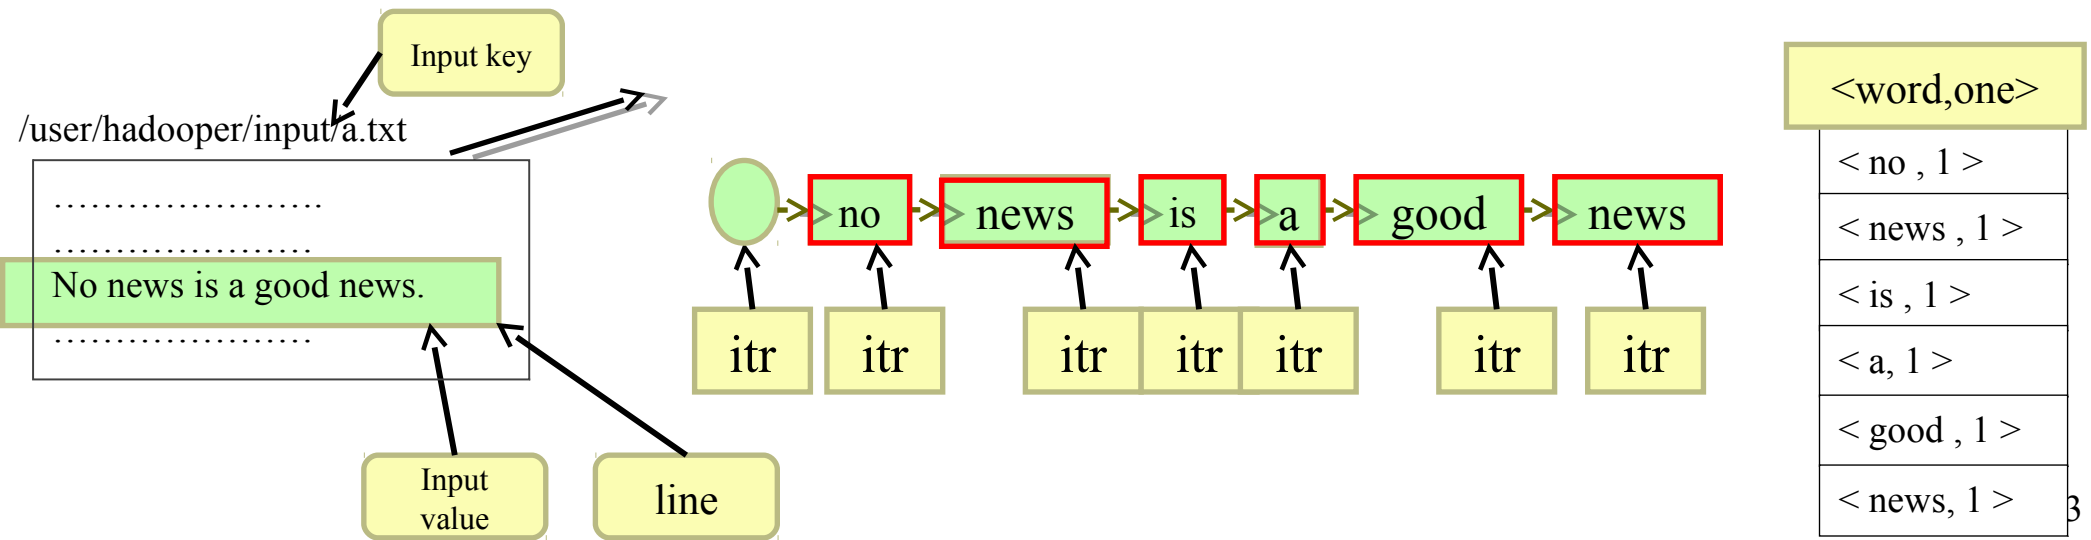 Input key
/user/hadooper/input/a.txt
......................
.....................
No news is a good news.
.....................
Input
value
line
no news is a good news
itr itr itr itr itr itr itr
<word,one>
< no , 1 >
< news , 1 >
< is , 1 >
< a, 1 >
< good , 1 >
< news, 1 >
3